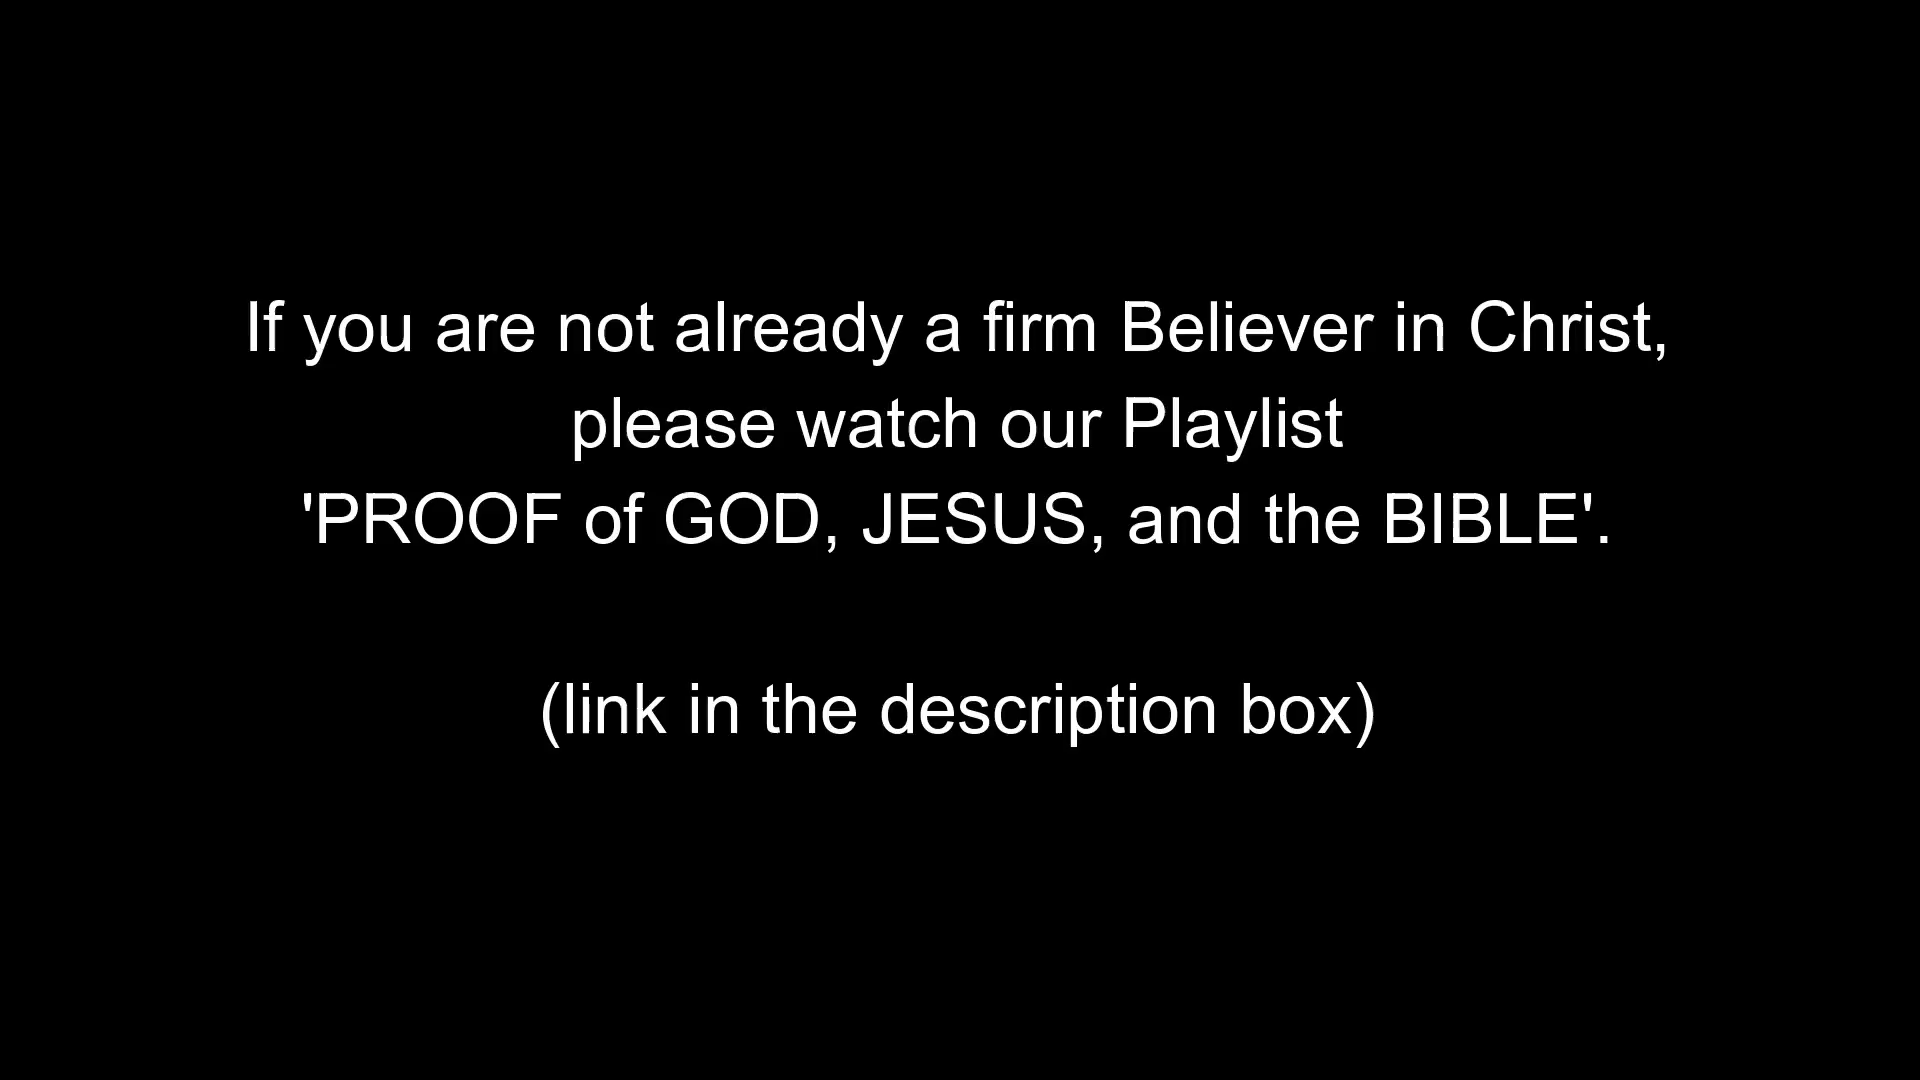 If you are not already a firm Believer in Christ,
please watch our Playlist
'PROOF of GOD, JESUS, and the BIBLE'.
(link in the description box)